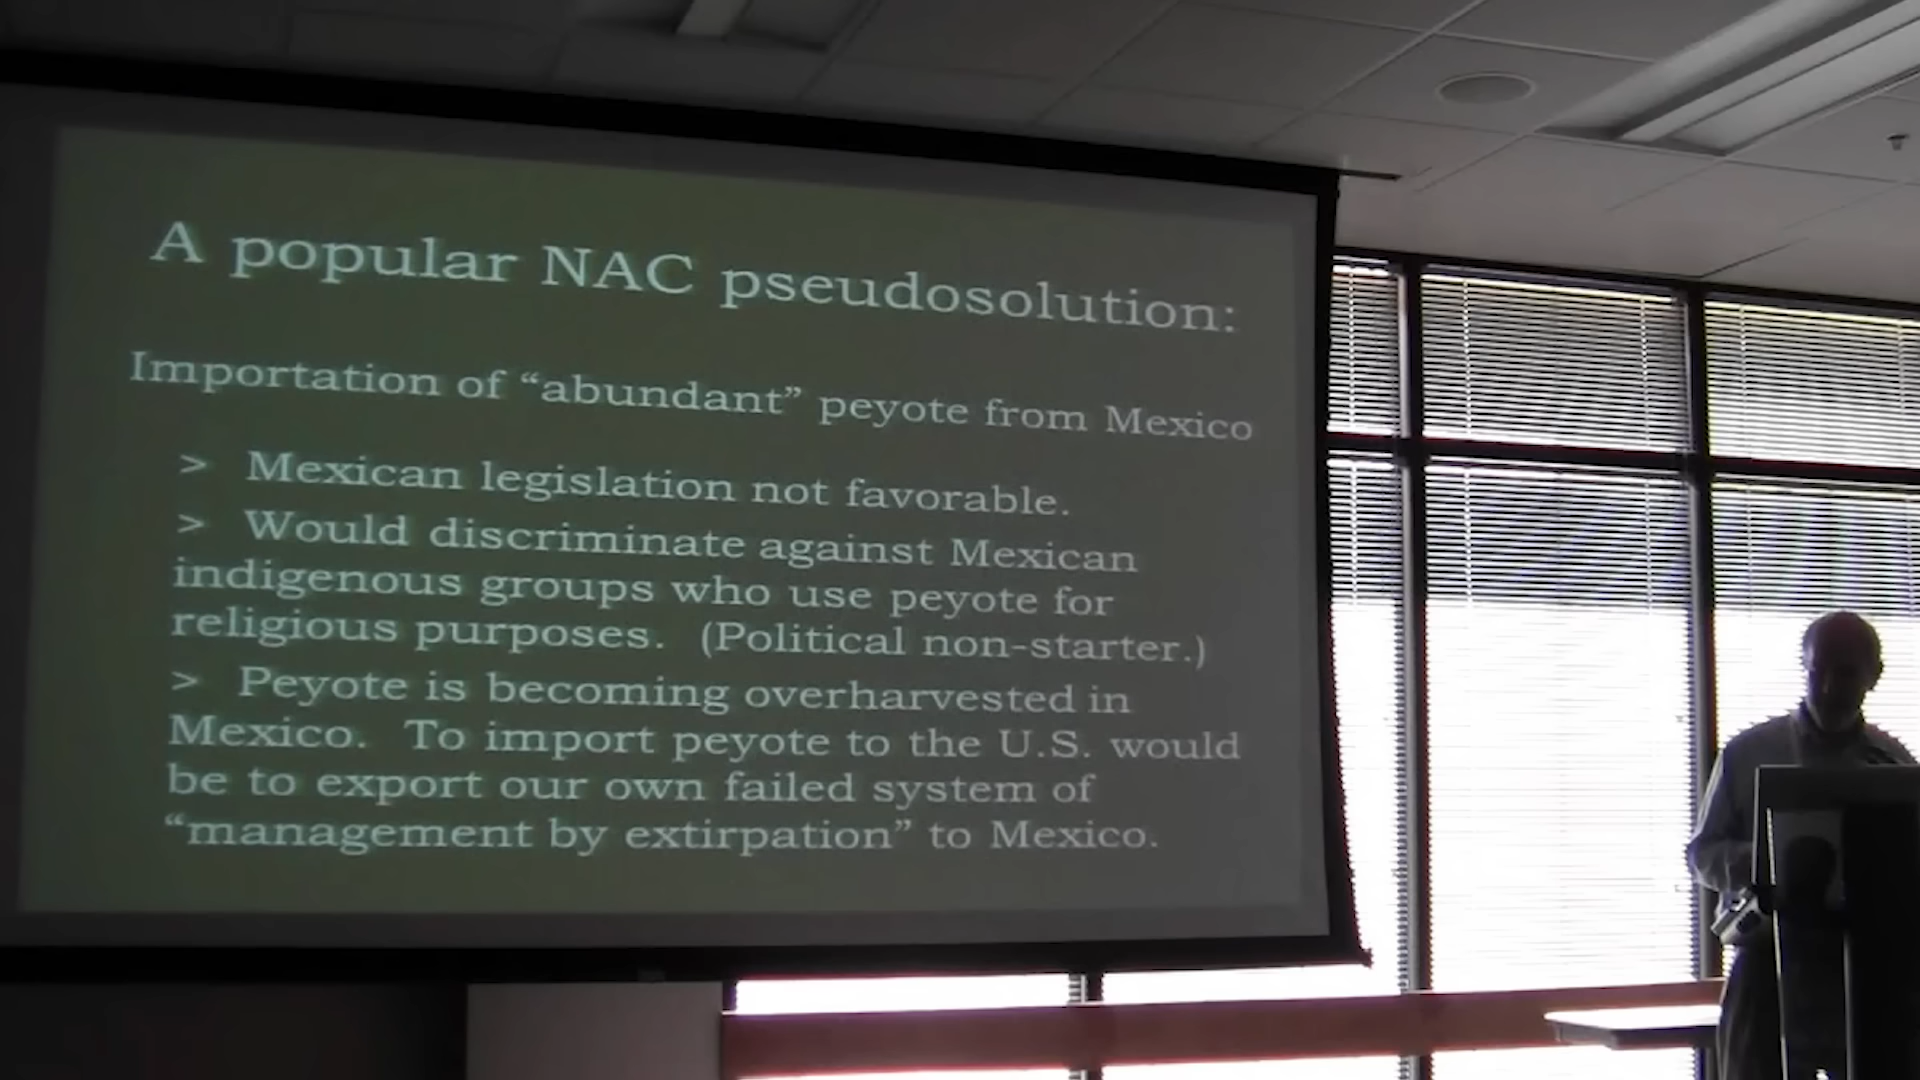 A popular NAC pseudosolution:
Importation of “abundant” peyote from Mexico
> Mexican legislation not favorable.
> Would discriminate against Mexican
indigenous groups who use peyote for
religious purposes. (Political non-starter.)
> Peyote is becoming overharvested in
Mexico. To import peyote to the U.S. would
be to export our own failed system of
“management by extirpation” to Mexico.